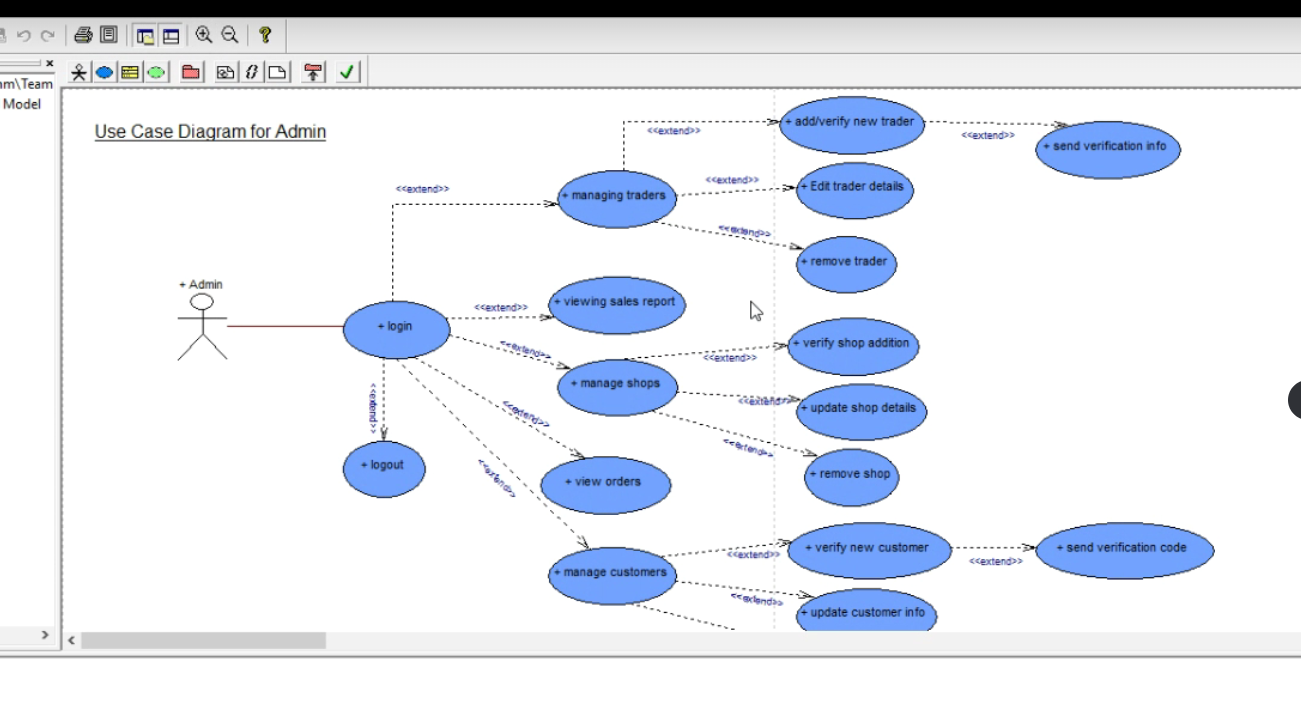 nm\Team
Model
Use Case Diagram for Admin
<<extend>>
+ add/verify new trader
<<extend>>
+ send verification info
<<extend>>
+ managing traders
<<extend>>
+ Edit trader details
<<extend>>
+ remove trader
+ Admin
+ login
<<extend>>
+ viewing sales report
<<extend>>
+ manage shops
<<extend>>
+ verify shop addition
<<extend>>
+ update shop details
<<extend>>
+ remove shop
<<extend>>
+ logout
<<extend>>
+ view orders
<<extend>>
+ manage customers
<<extend>>
+ verify new customer
<<extend>>
+ send verification code
<<extend>>
+ update customer info